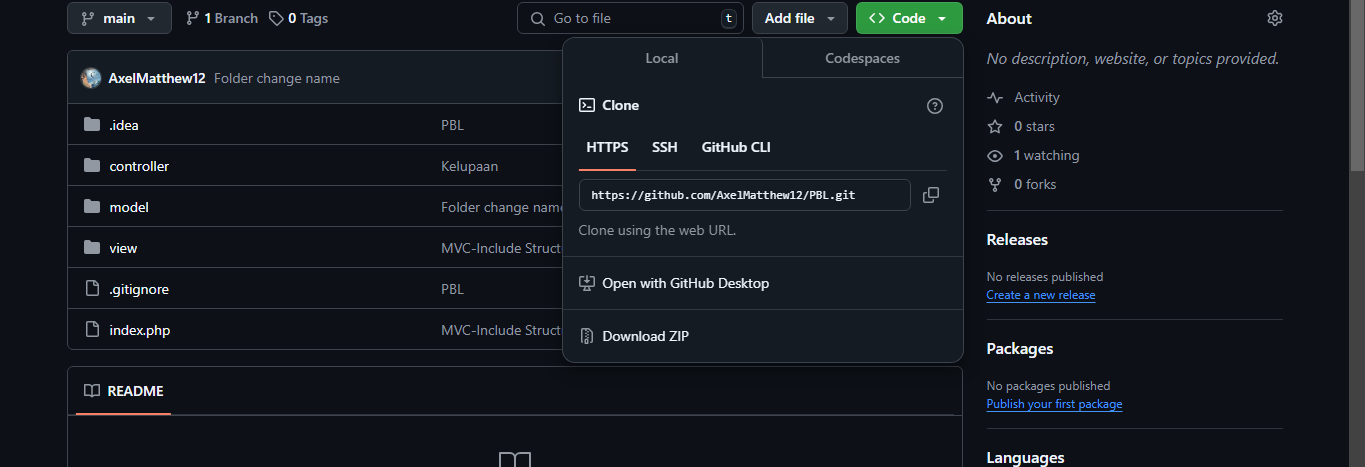 main
1 Branch
0 Tags
Go to file
t
Add file
Code
AxelMatthew12 Folder change name
.idea PBL
controller Kelupaan
model Folder change name
view MVC-Include Struct
.gitignore PBL
index.php MVC-Include Struct
README
Local
Codespaces
Clone
HTTPS
SSH
GitHub CLI
https://github.com/AxelMatthew12/PBL.git
Clone using the web URL.
Open with GitHub Desktop
Download ZIP
About
No description, website, or topics provided.
Activity
0 stars
1 watching
0 forks
Releases
No releases published
Create a new release
Packages
No packages published
Publish your first package
Languages